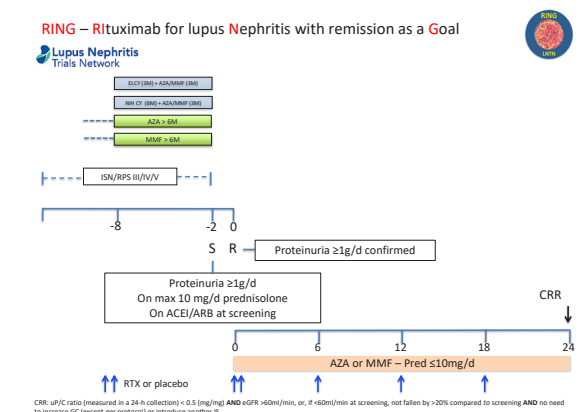 RING – RItuximab for lupus Nephritis with remission as a Goal
RING
LNTN
Lupus Nephritis
Trials Network
ELCY (3M) + AZA/MMF (3M)
NIH CY (6M) + AZA/MMF (3M)
AZA > 6M
MMF > 6M
ISN/RPS III/IV/V
-8 -2 0
S R
Proteinuria ≥1g/d confirmed
Proteinuria ≥1g/d
On max 10 mg/d prednisolone
On ACEI/ARB at screening
CRR
0 6 12 18 24
AZA or MMF – Pred ≤10mg/d
RTX or placebo
CRR: uP/C ratio (measured in a 24-h collection) < 0.5 (mg/mg) AND eGFR >60ml/min, or, if <60ml/min at screening, not fallen by >20% compared to screening AND no need
to increase GC (except per protocol) or introduce another IS